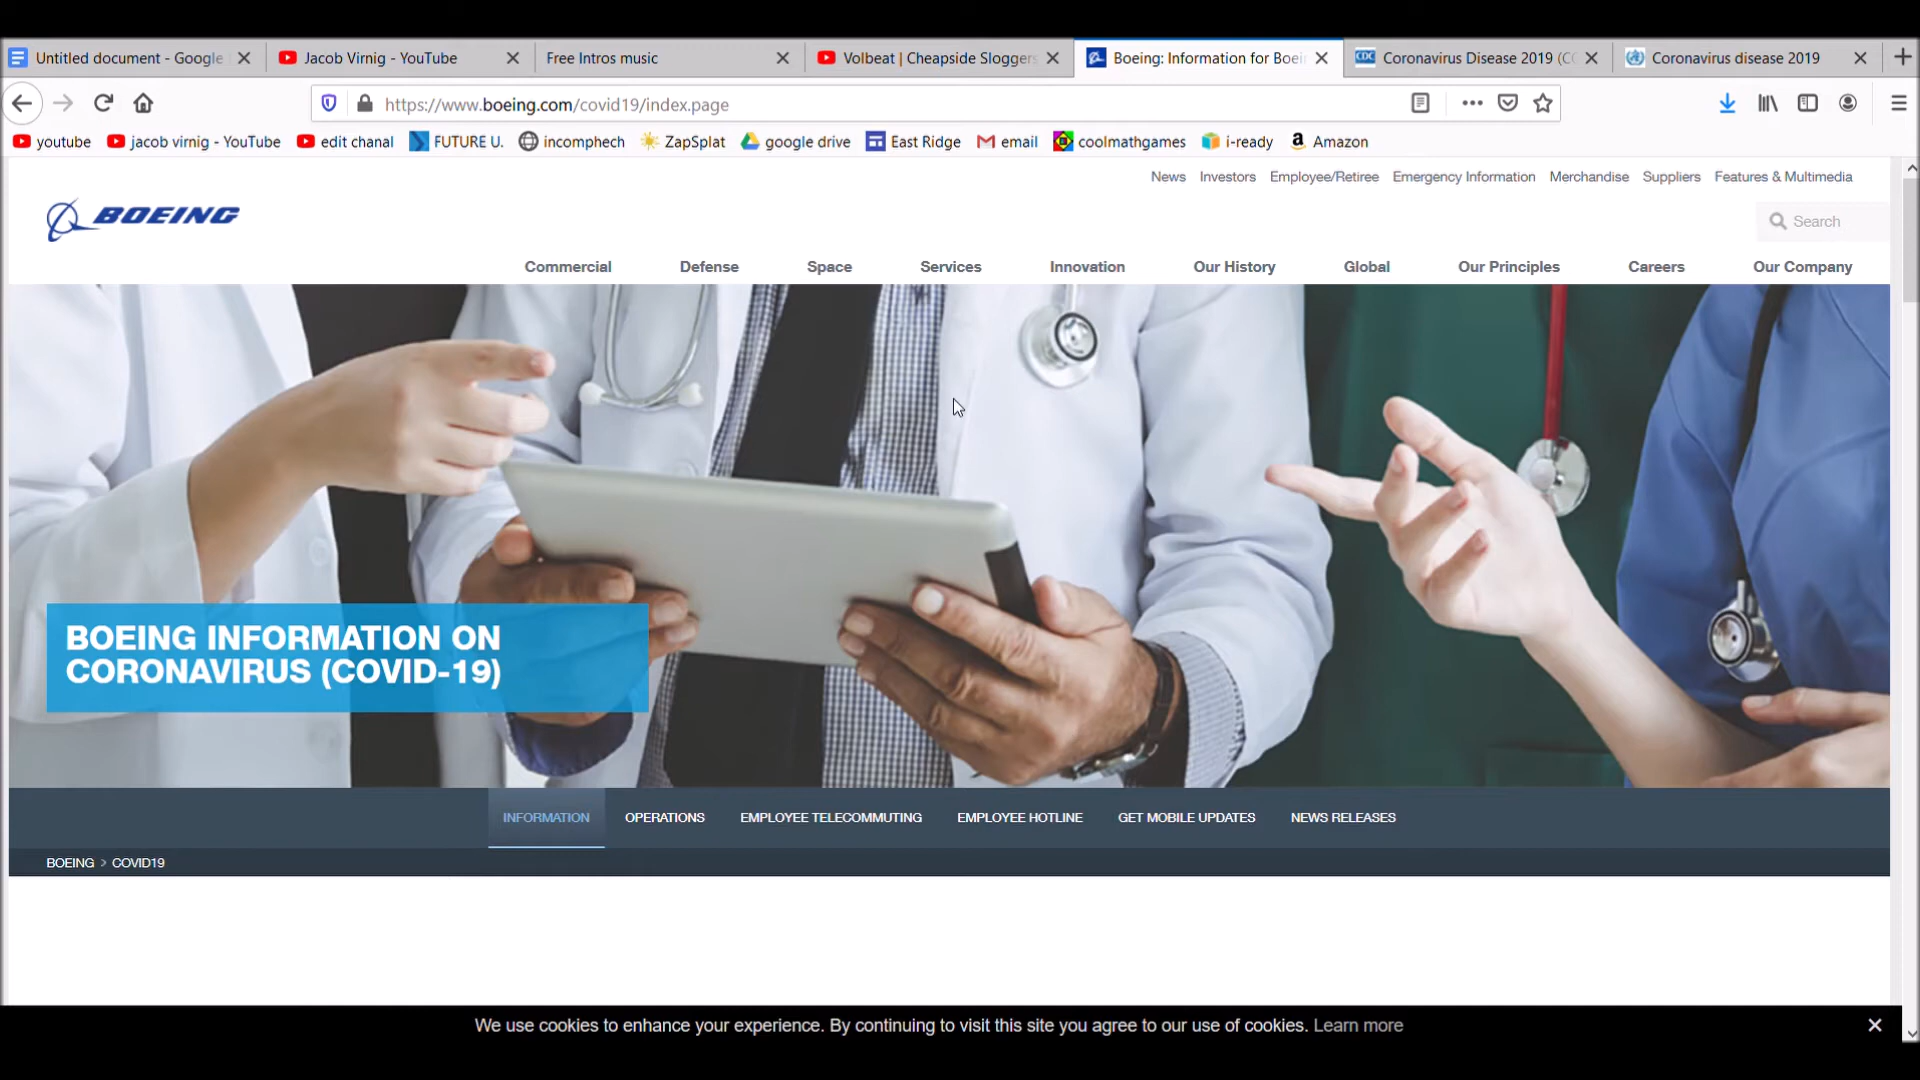 Untitled document - Google
Jacob Virnig - YouTube
Free Intros music
Volbeat | Cheapside Sloggers
Boeing: Information for Boei
Coronavirus Disease 2019 (CO
Coronavirus disease 2019
https://www.boeing.com/covid19/index.page
youtube
jacob virnig - YouTube
edit chanal
FUTURE U.
incomphech
ZapSplat
google drive
East Ridge
email
coolmathgames
i-ready
Amazon
News Investors Employee/Retiree Emergency Information Merchandise Suppliers Features & Multimedia
BOEING
Search
Commercial Defense Space Services Innovation Our History Global Our Principles Careers Our Company
BOEING INFORMATION ON
CORONAVIRUS (COVID-19)
INFORMATION OPERATIONS EMPLOYEE TELECOMMUTING EMPLOYEE HOTLINE GET MOBILE UPDATES NEWS RELEASES
BOEING > COVID19
We use cookies to enhance your experience. By continuing to visit this site you agree to our use of cookies. Learn more